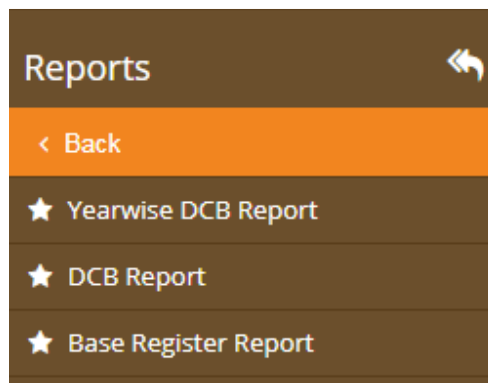 Reports
Back
Yearwise DCB Report
DCB Report
Base Register Report